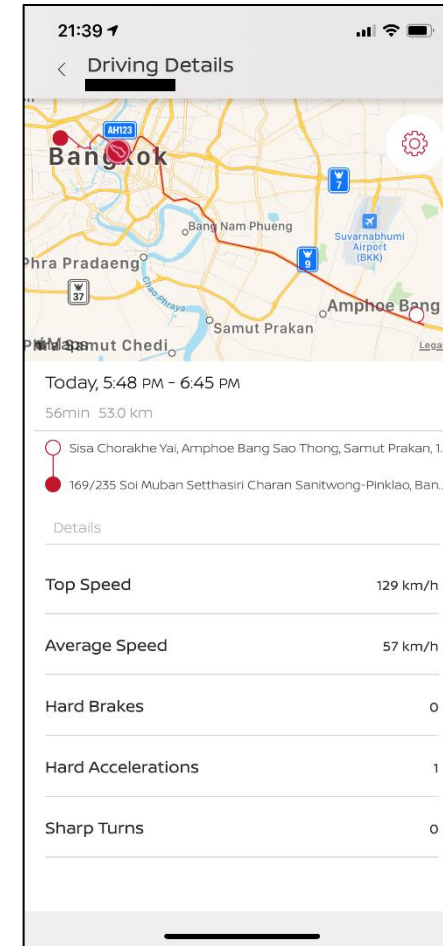 21:39
Driving Details
AH123
Bangkok
7
Bang Nam Phueng
Suvarnabhumi
Airport
(BKK)
9
Phra Pradaeng
37
Chao Phraya
Amphoe Bang
Samut Prakan
Maps
Samut Chedi
Legal
Today, 5:48 PM - 6:45 PM
56min 53.0 km
Sisa Chorakhe Yai, Amphoe Bang Sao Thong, Samut Prakan, 1..
169/235 Soi Muban Setthasiri Charan Sanitwong-Pinklao, Ban...
Details
Top Speed 129 km/h
Average Speed 57 km/h
Hard Brakes 0
Hard Accelerations 1
Sharp Turns 0